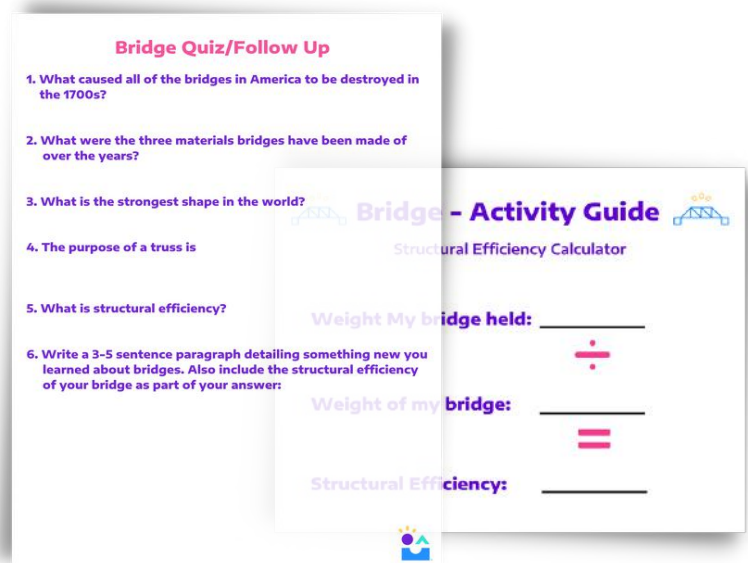 Bridge Quiz/Follow Up
1. What caused all of the bridges in America to be destroyed in
the 1700s?
2. What were the three materials bridges have been made of
over the years?
3. What is the strongest shape in the world?
4. The purpose of a truss is
5. What is structural efficiency?
6. Write a 3-5 sentence paragraph detailing something new you
learned about bridges. Also include the structural efficiency
of your bridge as part of your answer:
Bridge - Activity Guide
Structural Efficiency Calculator
Weight My bridge held: ________
÷
Weight of my bridge: ________
=
Structural Efficiency: ________